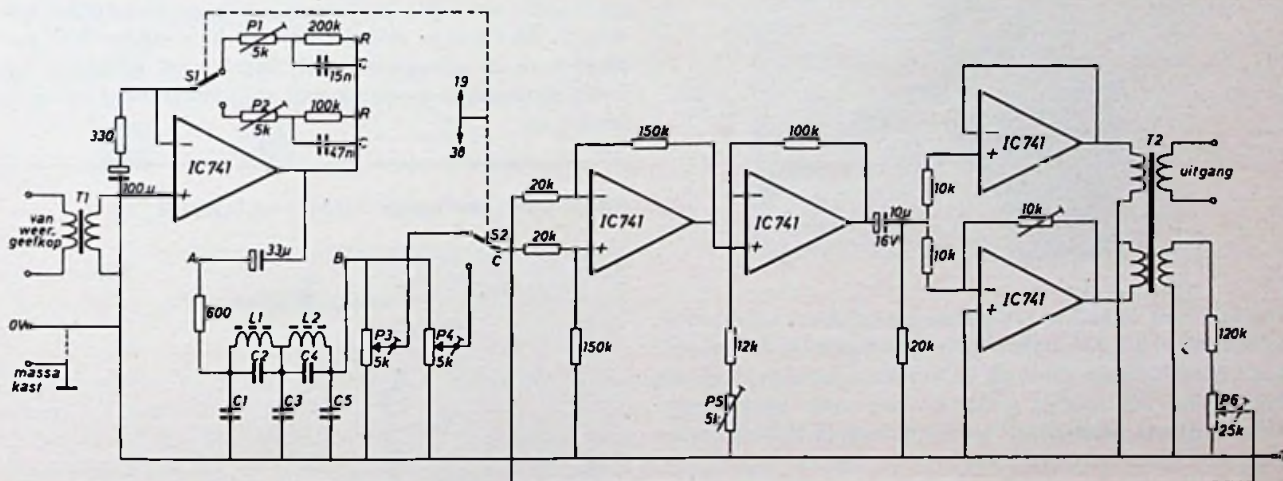 P1
5k
200k
R
C
15n
S1
P2
5k
100k
R
C
47n
330
100µ
IC741
T1
van
weer.
geefkop
0V
massa
kast
33µ
A
B
600
L1
L2
C2
C4
C1
C3
C5
P3
5k
P4
5k
19
38
S2
C
20k
20k
150k
IC741
150k
100k
IC741
12k
P5
5k
10µ
16V
10k
10k
20k
IC741
10k
IC741
T2
uitgang
120k
P6
25k